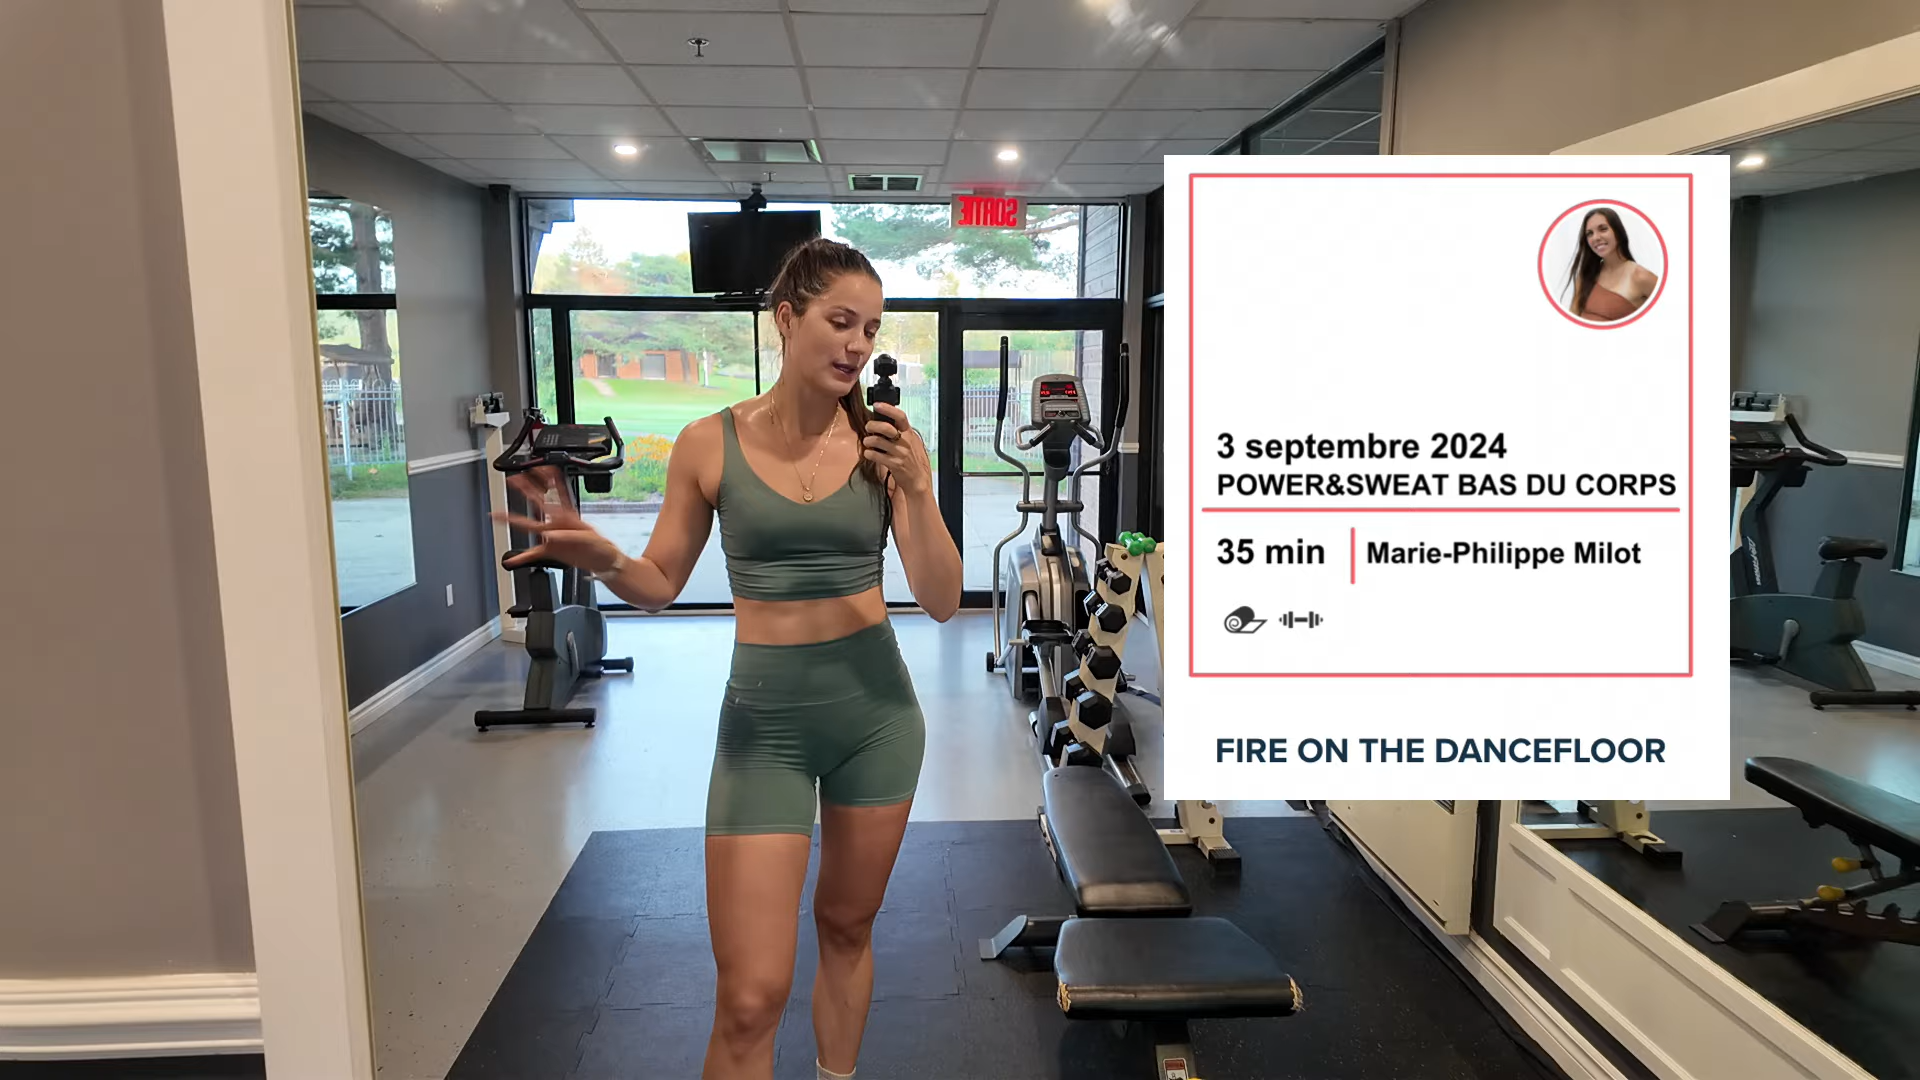 SORTIE
3 septembre 2024
POWER&SWEAT BAS DU CORPS
35 min
Marie-Philippe Milot
FIRE ON THE DANCEFLOOR